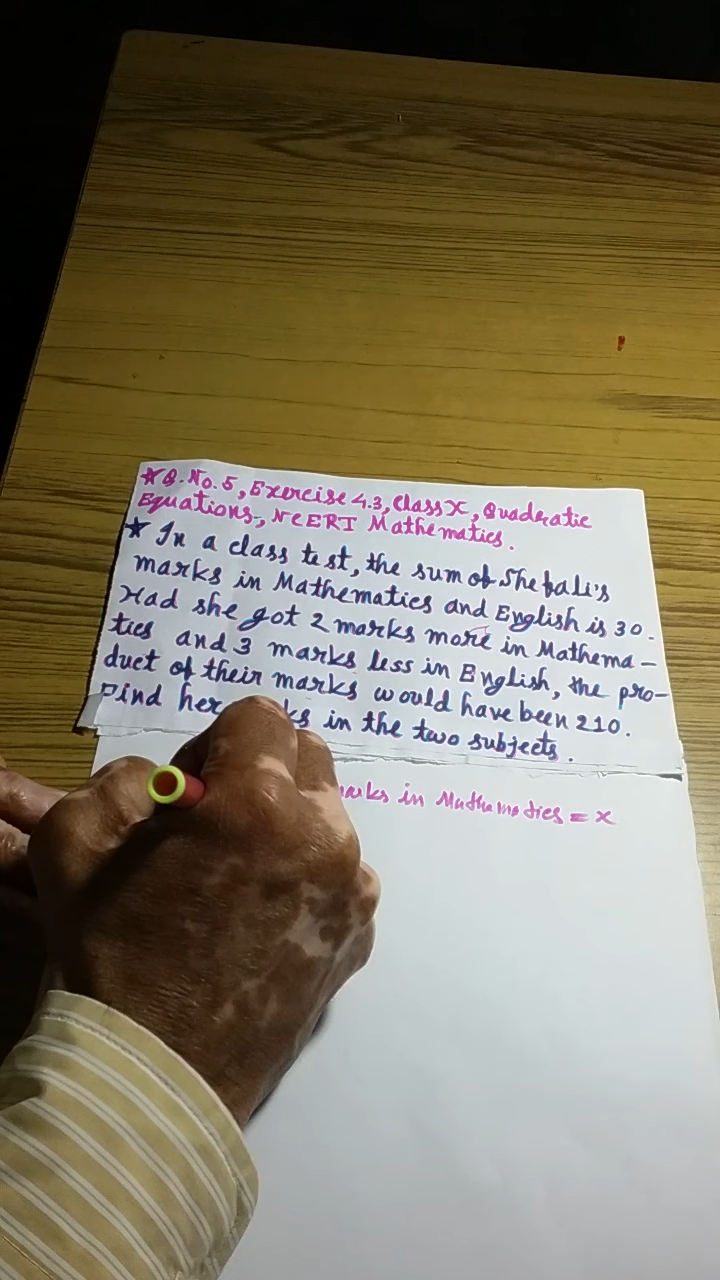 ★Q.No.5, Exercise 4.3, Class X, Quadratic
Equations, NCERT Mathematics.
★ In a class test, the sum of Shefali's
marks in Mathematics and English is 30.
Had she got 2 marks more in Mathema-
tics and 3 marks less in English, the pro-
duct of their marks would have been 210.
Find her ks in the two subjects.
marks in Mathematics = x